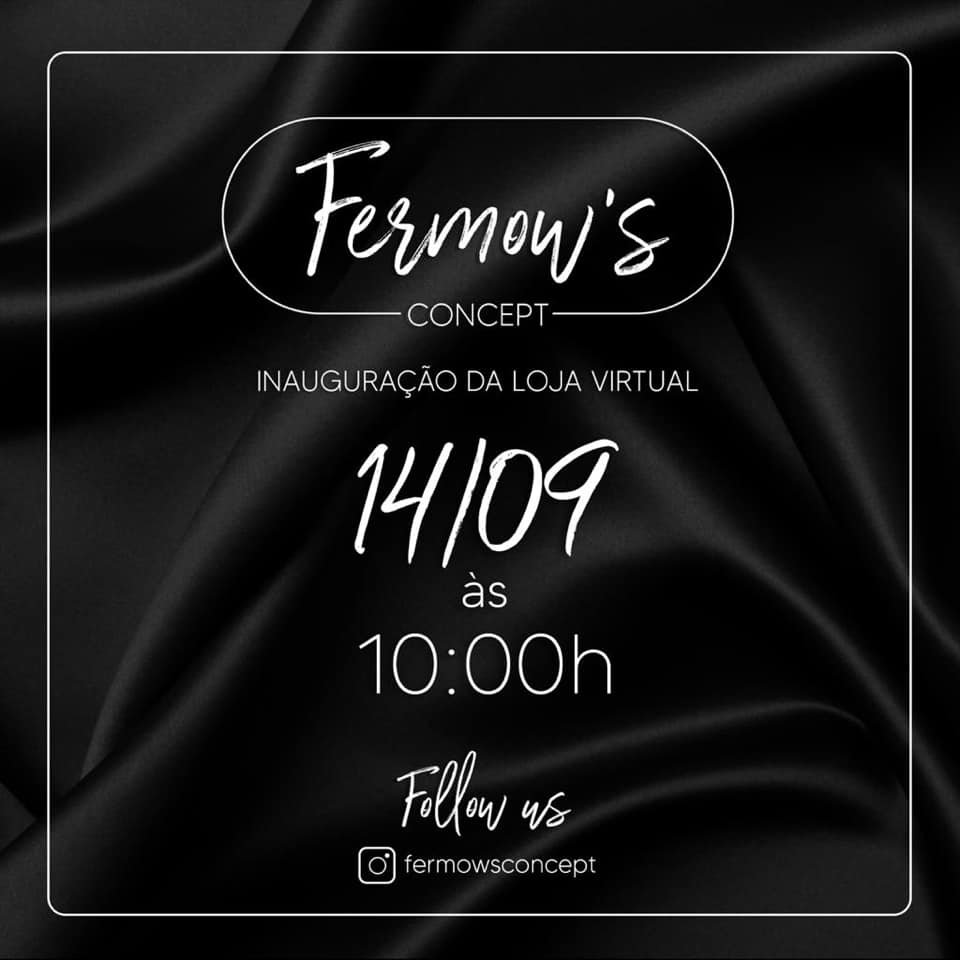 Fermow's
CONCEPT
INAUGURAÇÃO DA LOJA VIRTUAL
14/09
às
10:00h
Follow us
fermowsconcept